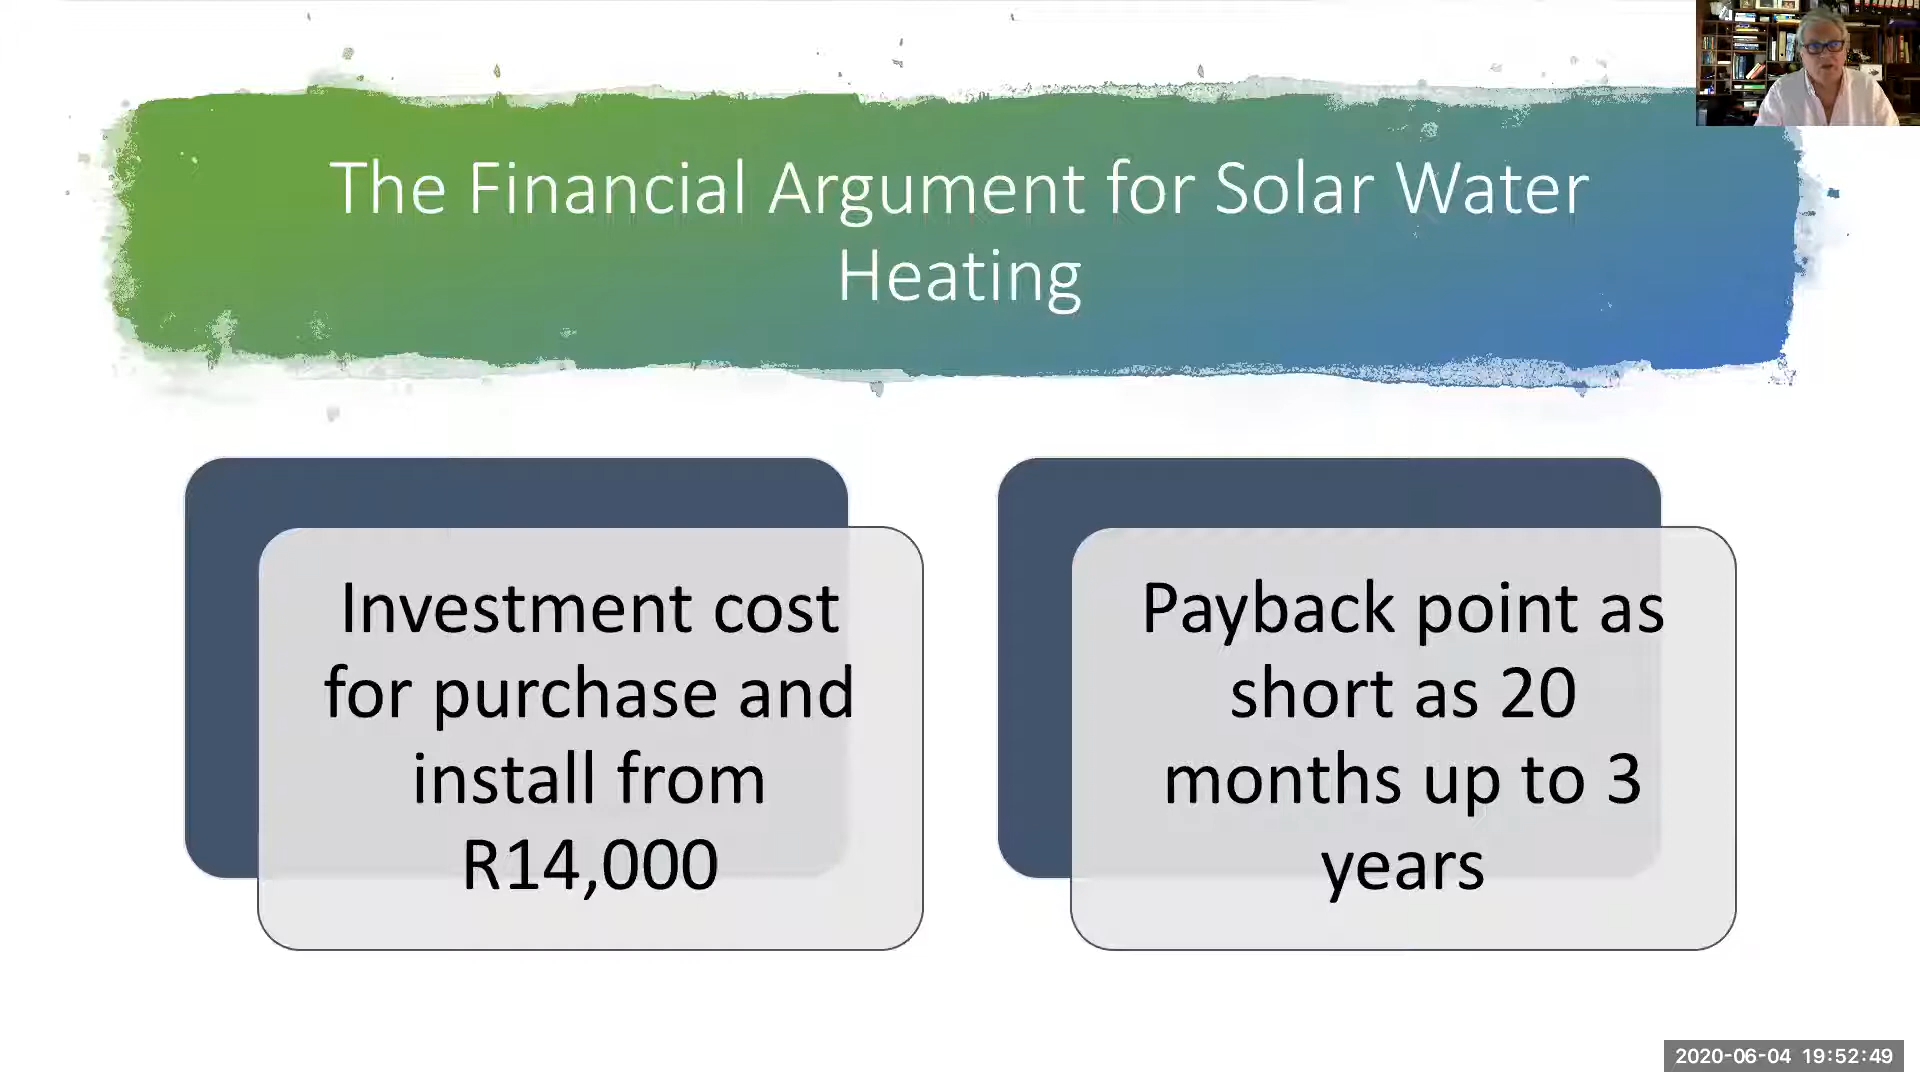 The Financial Argument for Solar Water
Heating
Investment cost
for purchase and
install from
R14,000
Payback point as
short as 20
months up to 3
years
2020-06-04 19:52:49